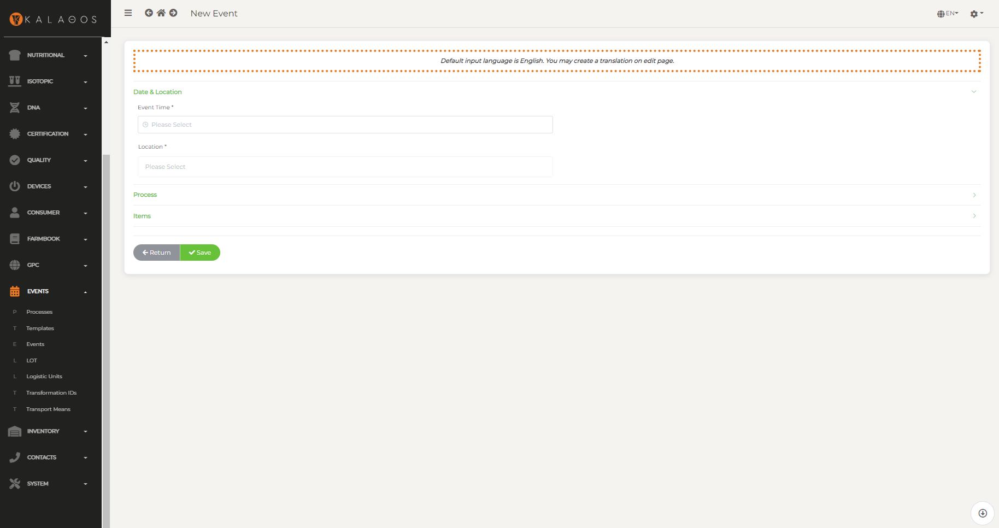 KALAΘOS
New Event
EN
NUTRITIONAL
ISOTOPIC
DNA
CERTIFICATION
QUALITY
DEVICES
CONSUMER
FARMBOOK
GPC
EVENTS
P Processes
T Templates
E Events
L LOT
L Logistic Units
T Transformation IDs
T Transport Means
INVENTORY
CONTACTS
SYSTEM
Default input language is English. You may create a translation on edit page.
Date & Location
Event Time *
Please Select
Location *
Please Select
Process
Items
Return
Save